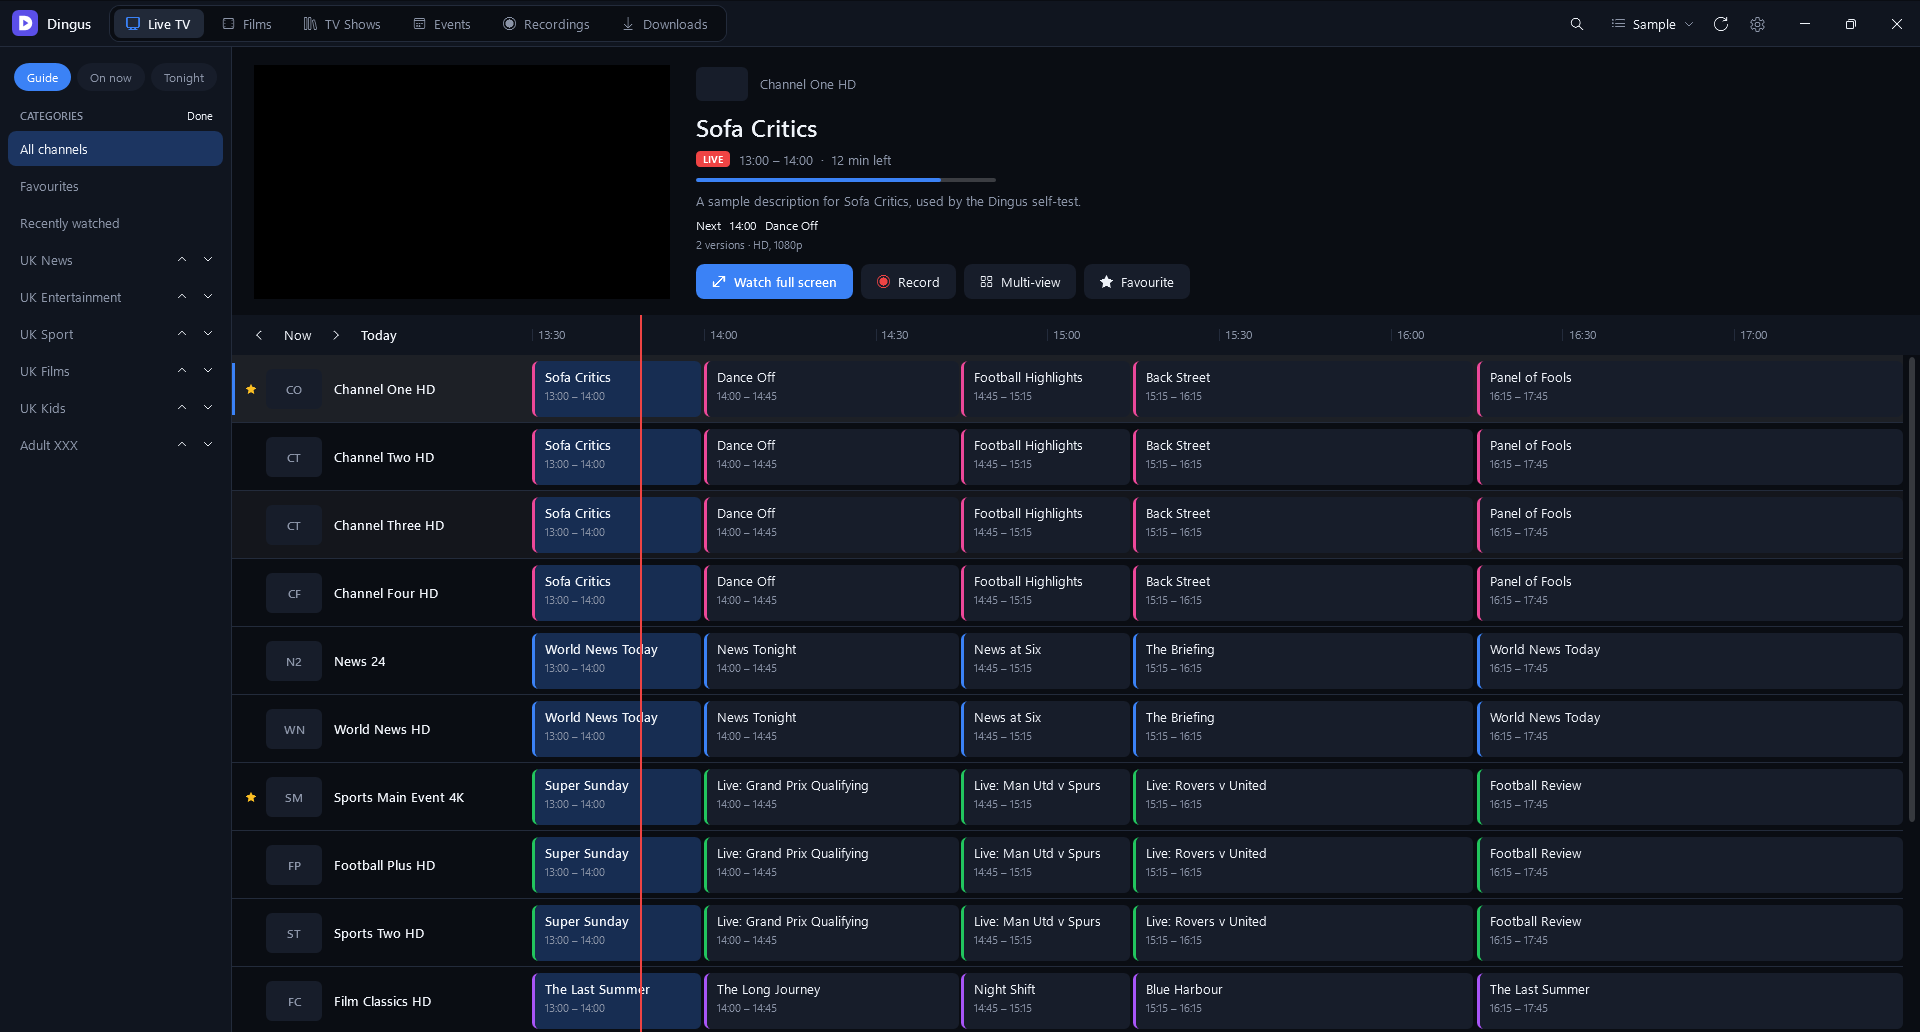 Dingus
Live TV
Films
TV Shows
Events
Recordings
Downloads
Sample
Guide
On now
Tonight
CATEGORIES
Done
All channels
Favourites
Recently watched
UK News
UK Entertainment
UK Sport
UK Films
UK Kids
Adult XXX
Channel One HD
Sofa Critics
LIVE 13:00 – 14:00 · 12 min left
A sample description for Sofa Critics, used by the Dingus self-test.
Next 14:00 Dance Off
2 versions · HD, 1080p
Watch full screen
Record
Multi-view
Favourite
Now
Today
13:30 14:00 14:30 15:00 15:30 16:00 16:30 17:00
CO Channel One HD
Sofa Critics Dance Off Football Highlights Back Street Panel of Fools
13:00 – 14:00 14:00 – 14:45 14:45 – 15:15 15:15 – 16:15 16:15 – 17:45
CT Channel Two HD
Sofa Critics Dance Off Football Highlights Back Street Panel of Fools
13:00 – 14:00 14:00 – 14:45 14:45 – 15:15 15:15 – 16:15 16:15 – 17:45
CT Channel Three HD
Sofa Critics Dance Off Football Highlights Back Street Panel of Fools
13:00 – 14:00 14:00 – 14:45 14:45 – 15:15 15:15 – 16:15 16:15 – 17:45
CF Channel Four HD
Sofa Critics Dance Off Football Highlights Back Street Panel of Fools
13:00 – 14:00 14:00 – 14:45 14:45 – 15:15 15:15 – 16:15 16:15 – 17:45
N2 News 24
World News Today News Tonight News at Six The Briefing World News Today
13:00 – 14:00 14:00 – 14:45 14:45 – 15:15 15:15 – 16:15 16:15 – 17:45
WN World News HD
World News Today News Tonight News at Six The Briefing World News Today
13:00 – 14:00 14:00 – 14:45 14:45 – 15:15 15:15 – 16:15 16:15 – 17:45
SM Sports Main Event 4K
Super Sunday Live: Grand Prix Qualifying Live: Man Utd v Spurs Live: Rovers v United Football Review
13:00 – 14:00 14:00 – 14:45 14:45 – 15:15 15:15 – 16:15 16:15 – 17:45
FP Football Plus HD
Super Sunday Live: Grand Prix Qualifying Live: Man Utd v Spurs Live: Rovers v United Football Review
13:00 – 14:00 14:00 – 14:45 14:45 – 15:15 15:15 – 16:15 16:15 – 17:45
ST Sports Two HD
Super Sunday Live: Grand Prix Qualifying Live: Man Utd v Spurs Live: Rovers v United Football Review
13:00 – 14:00 14:00 – 14:45 14:45 – 15:15 15:15 – 16:15 16:15 – 17:45
FC Film Classics HD
The Last Summer The Long Journey Night Shift Blue Harbour The Last Summer
13:00 – 14:00 14:00 – 14:45 14:45 – 15:15 15:15 – 16:15 16:15 – 17:45